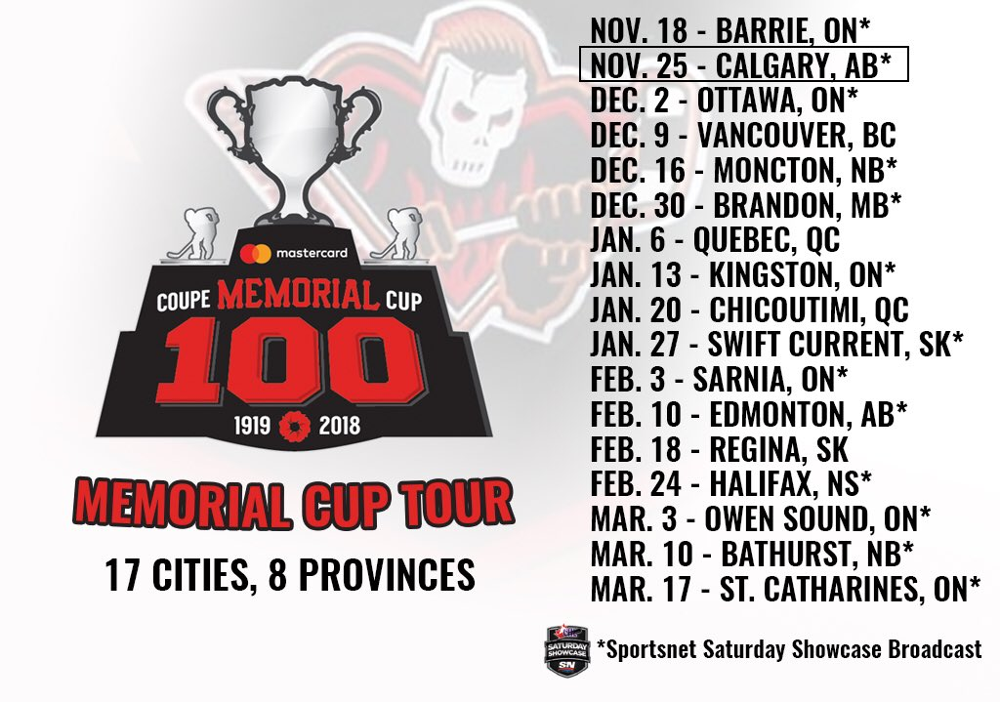 mastercard
COUPE MEMORIAL CUP
100
1919 2018
MEMORIAL CUP TOUR
17 CITIES, 8 PROVINCES
NOV. 18 - BARRIE, ON*
NOV. 25 - CALGARY, AB*
DEC. 2 - OTTAWA, ON*
DEC. 9 - VANCOUVER, BC
DEC. 16 - MONCTON, NB*
DEC. 30 - BRANDON, MB*
JAN. 6 - QUEBEC, QC
JAN. 13 - KINGSTON, ON*
JAN. 20 - CHICOUTIMI, QC
JAN. 27 - SWIFT CURRENT, SK*
FEB. 3 - SARNIA, ON*
FEB. 10 - EDMONTON, AB*
FEB. 18 - REGINA, SK
FEB. 24 - HALIFAX, NS*
MAR. 3 - OWEN SOUND, ON*
MAR. 10 - BATHURST, NB*
MAR. 17 - ST. CATHARINES, ON*
SATURDAY
SHOWCASE
SN
*Sportsnet Saturday Showcase Broadcast